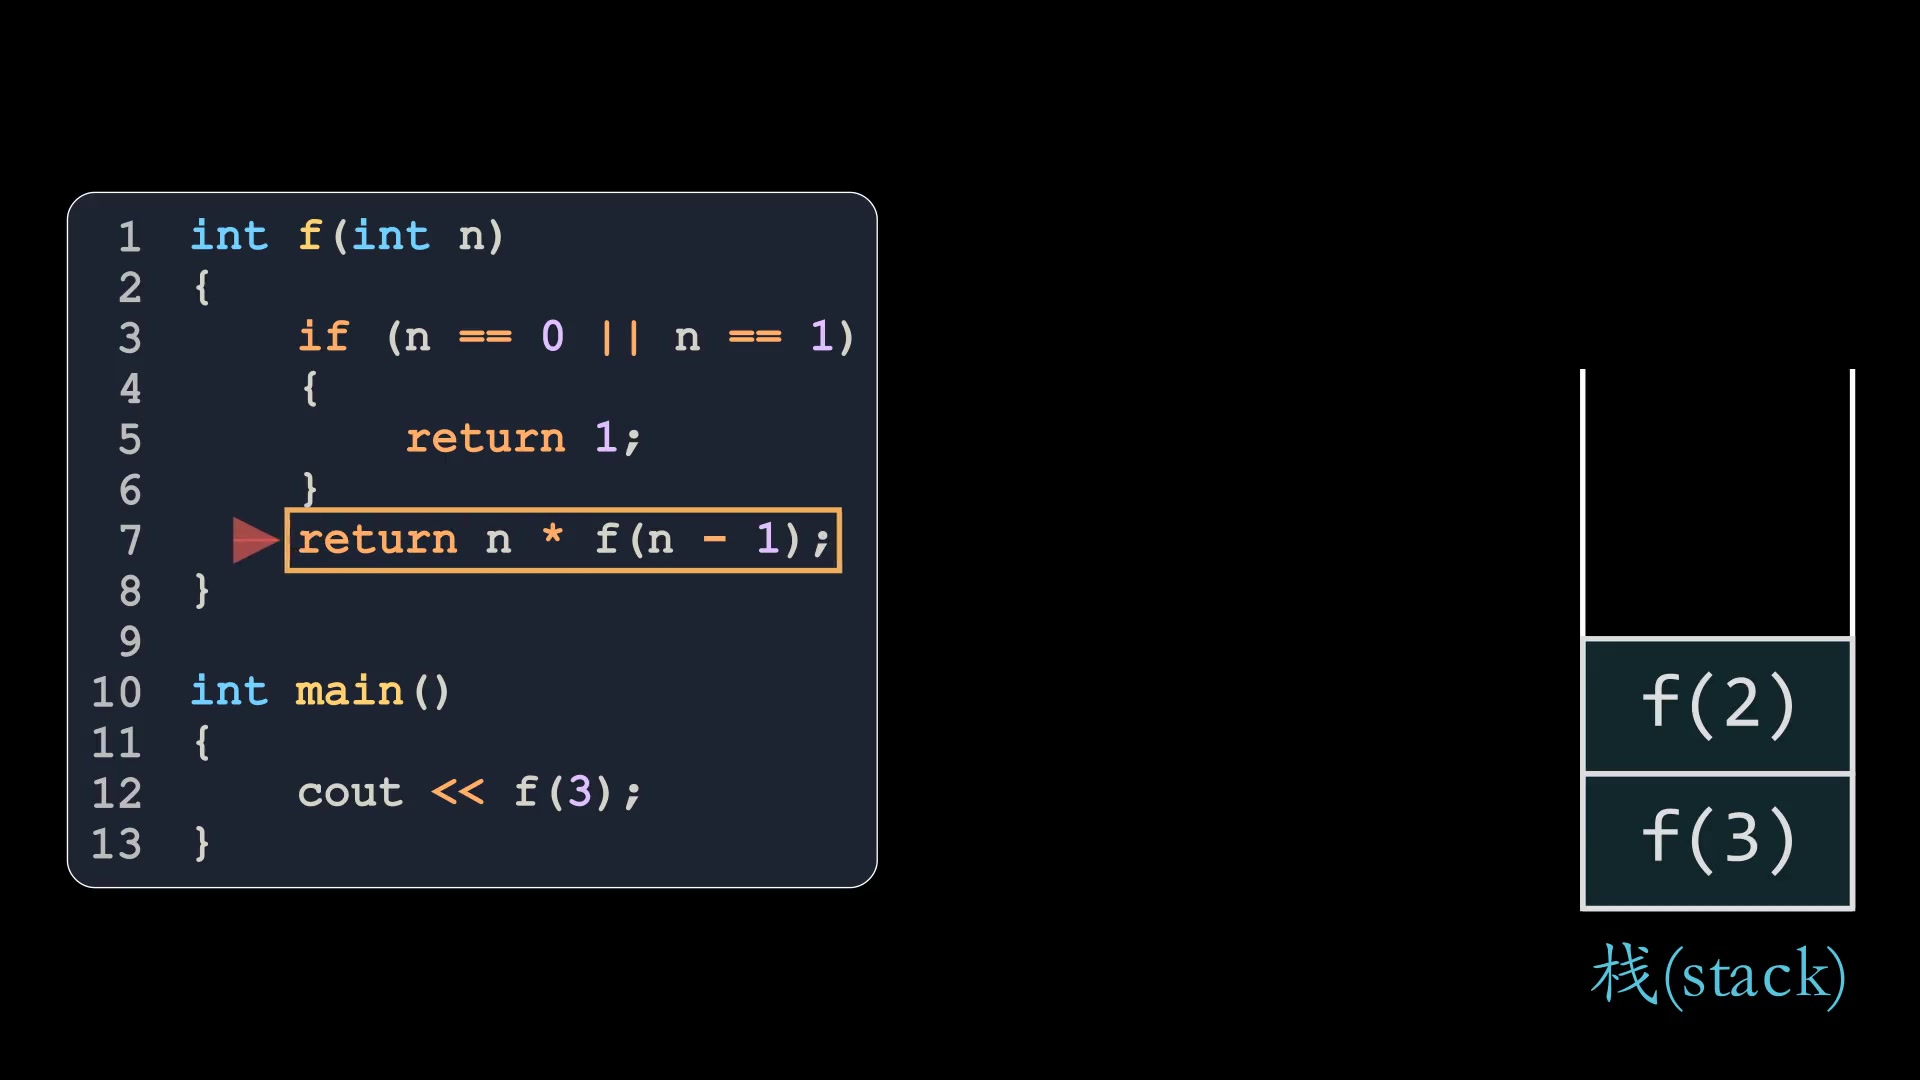 1 int f(int n)
2 {
3     if (n == 0 || n == 1)
4     {
5         return 1;
6     }
7     return n * f(n - 1);
8 }
9
10 int main()
11 {
12     cout << f(3);
13 }
f(2)
f(3)
栈(stack)